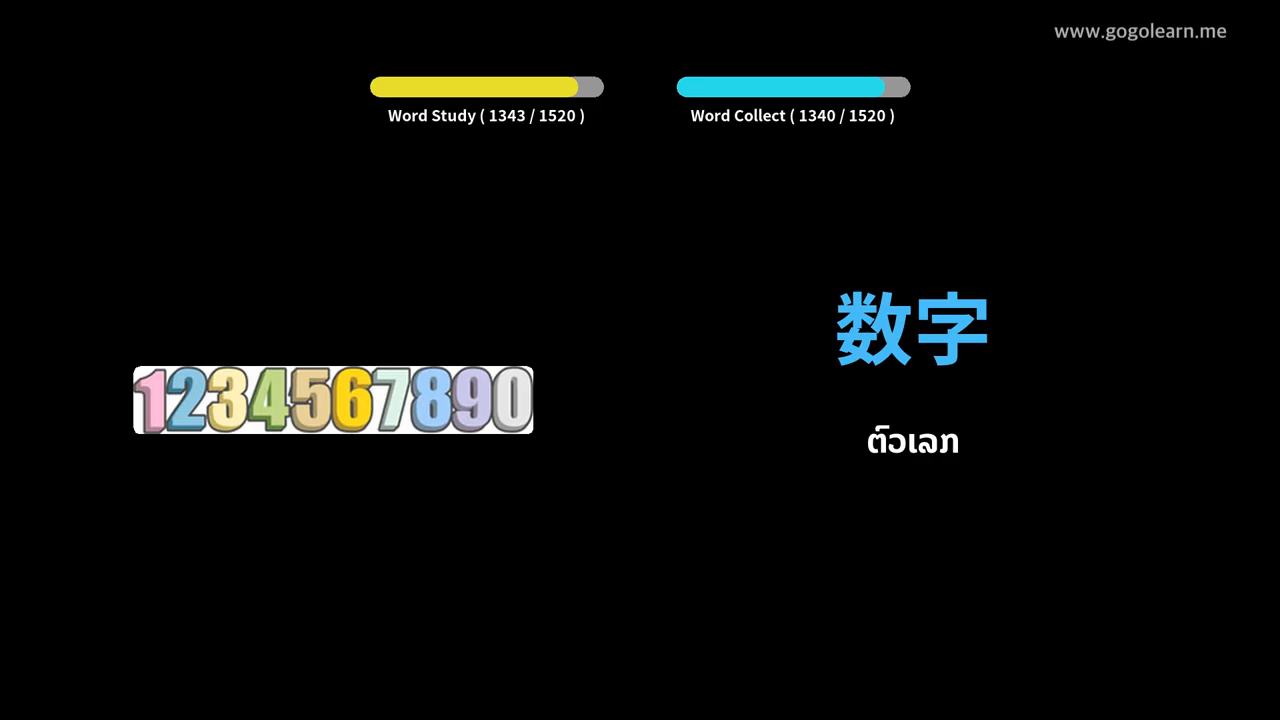 www.gogolearn.me
Word Study ( 1343 / 1520 )
Word Collect ( 1340 / 1520 )
数字
1234567890
ຕົວເລກ